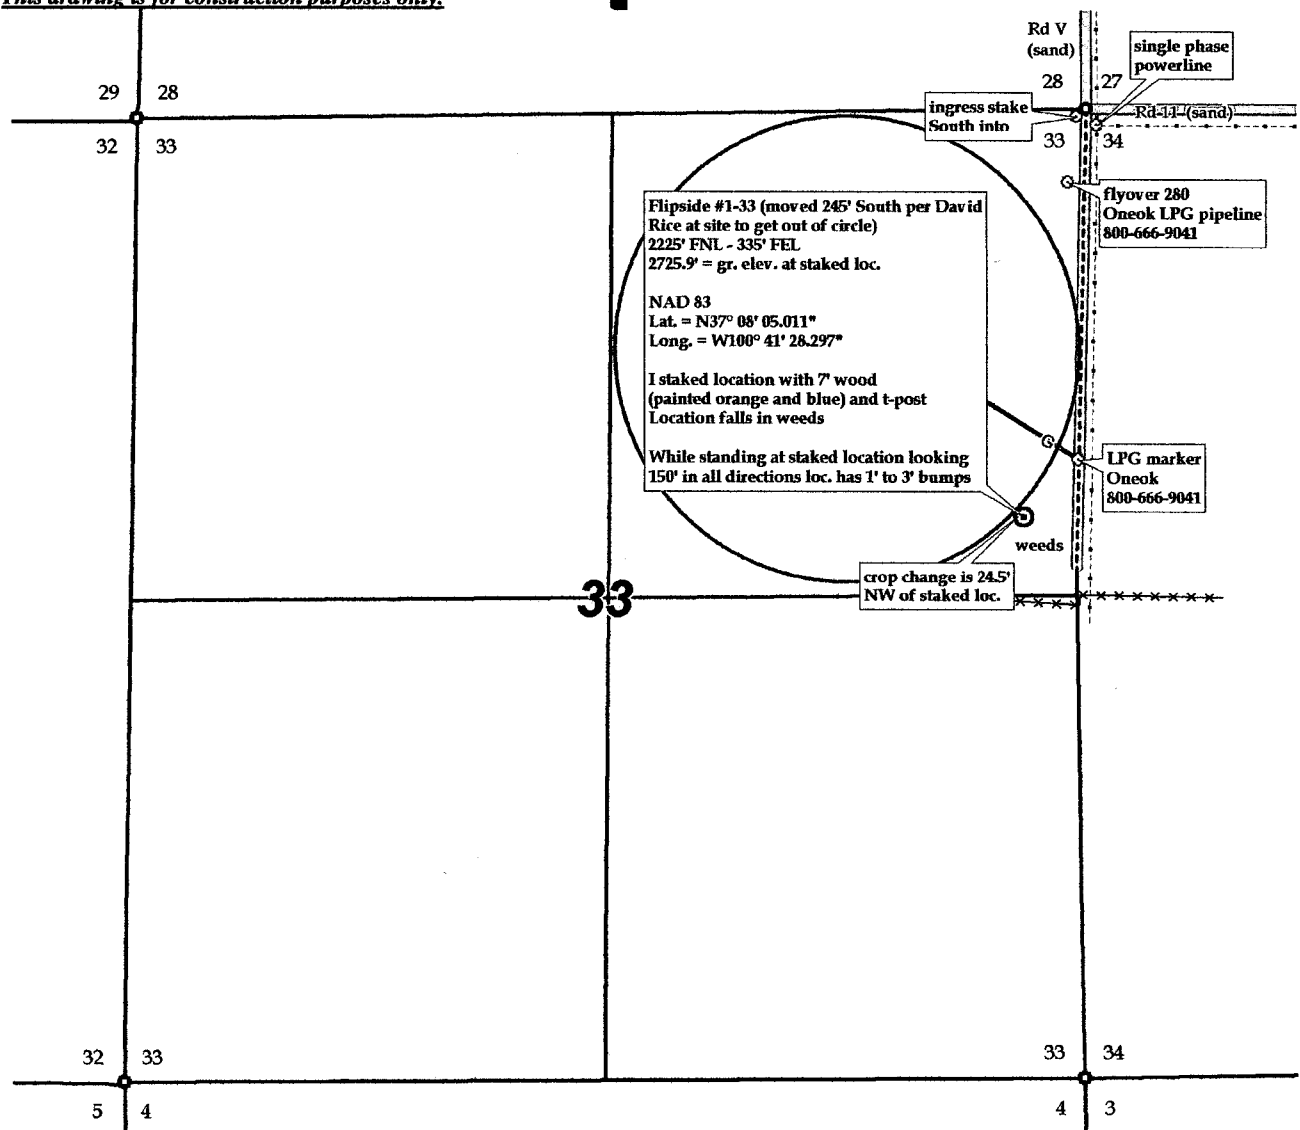 This drawing is for construction purposes only.
Rd V
(sand)
single phase
powerline
29 28
28 27
ingress stake
South into
Rd 11 (sand)
32 33
33 34
flyover 280
Oneok LPG pipeline
800-666-9041
Flipside #1-33 (moved 245' South per David
Rice at site to get out of circle)
2225' FNL - 335' FEL
2725.9' = gr. elev. at staked loc.
NAD 83
Lat. = N37° 08' 05.011"
Long. = W100° 41' 28.297"
I staked location with 7' wood
(painted orange and blue) and t-post
Location falls in weeds
While standing at staked location looking
150' in all directions loc. has 1' to 3' bumps
G
LPG marker
Oneok
800-666-9041
weeds
crop change is 24.5'
NW of staked loc.
33
32 33
33 34
5 4
4 3